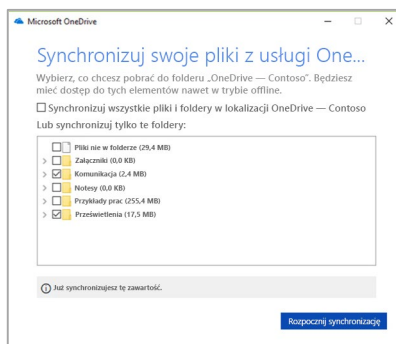 Microsoft OneDrive
Synchronizuj swoje pliki z usługi One...
Wybierz, co chcesz pobrać do folderu „OneDrive — Contoso”. Będziesz
mieć dostęp do tych elementów nawet w trybie offline.
Synchronizuj wszystkie pliki i foldery w lokalizacji OneDrive — Contoso
Lub synchronizuj tylko te foldery:
Pliki nie w folderze (29,4 MB)
Załączniki (0,0 KB)
Komunikacja (2,4 MB)
Notesy (0,0 KB)
Przykłady prac (255,4 MB)
Prześwietlenia (17,5 MB)
Już synchronizujesz tę zawartość.
Rozpocznij synchronizację